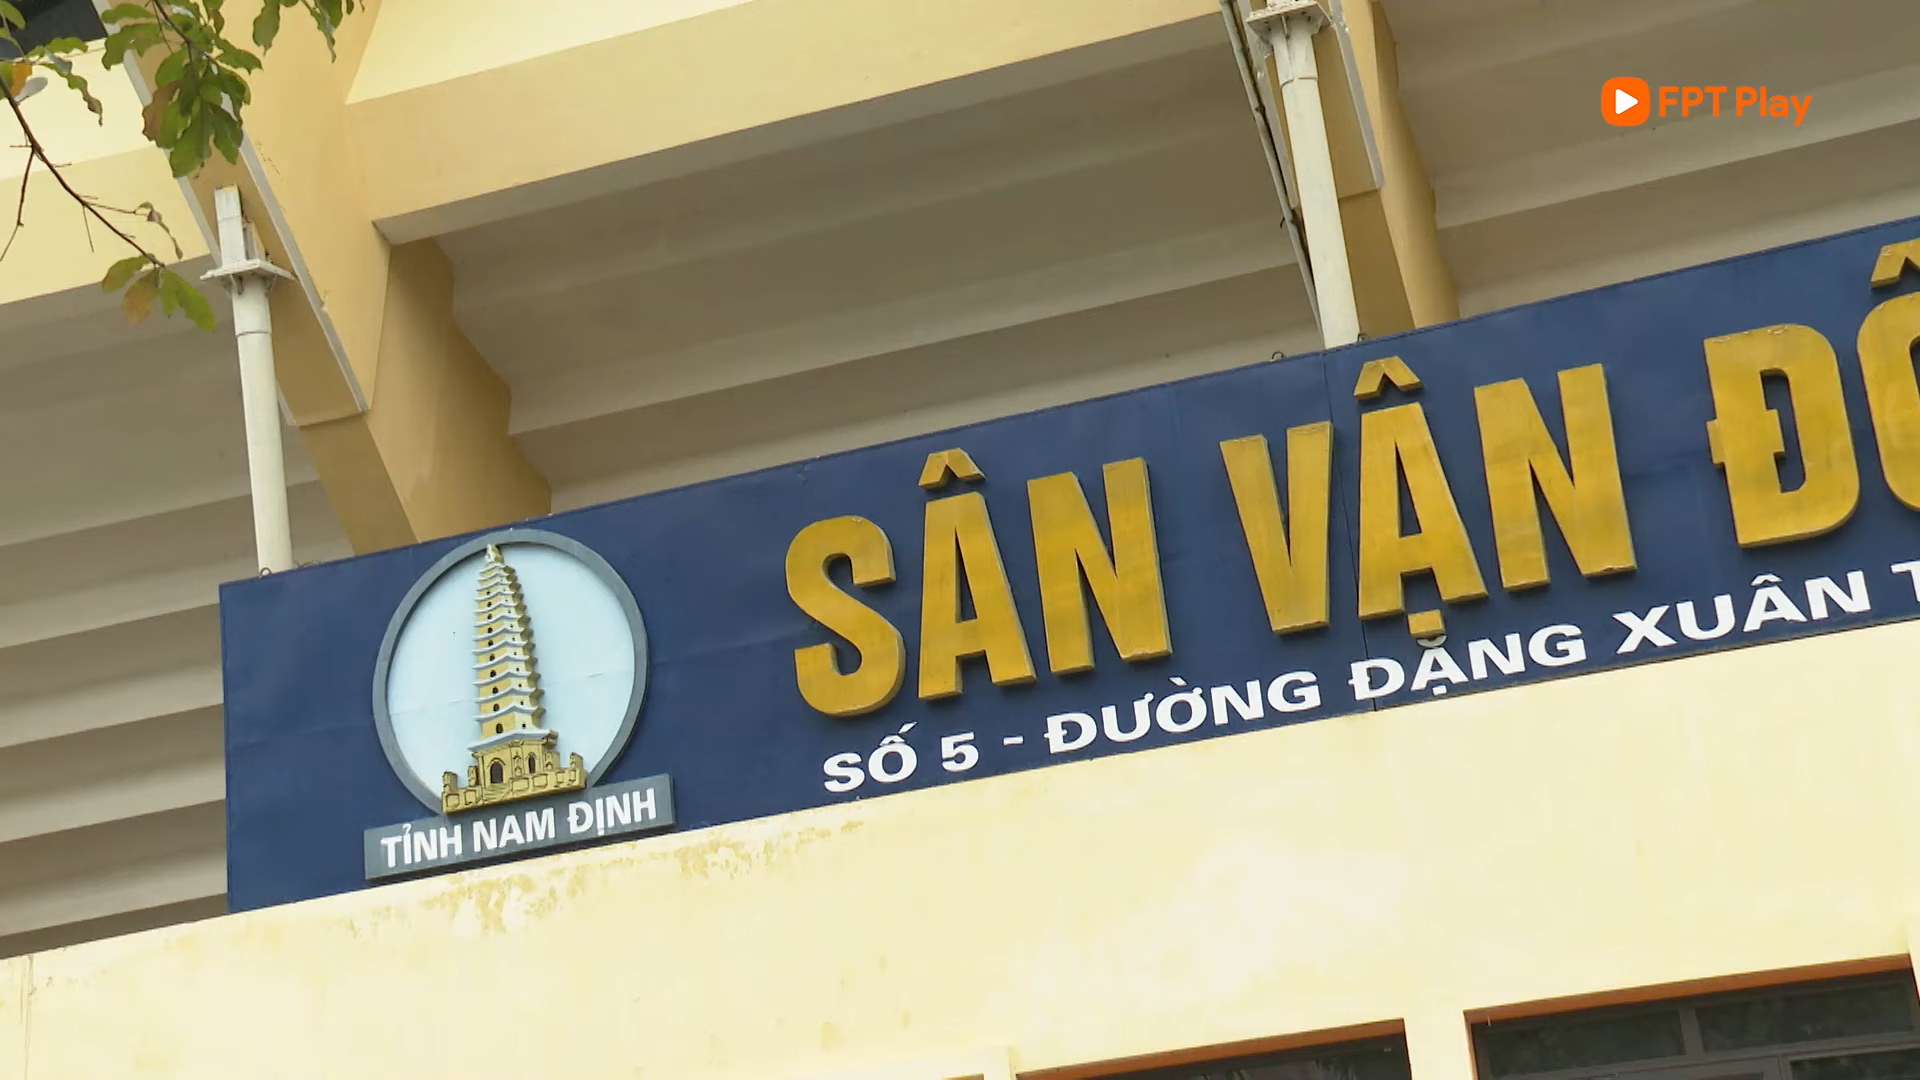 FPT Play
SÂN VẬN
SỐ 5 - ĐƯỜNG ĐẶNG XUÂN
TỈNH NAM ĐỊNH